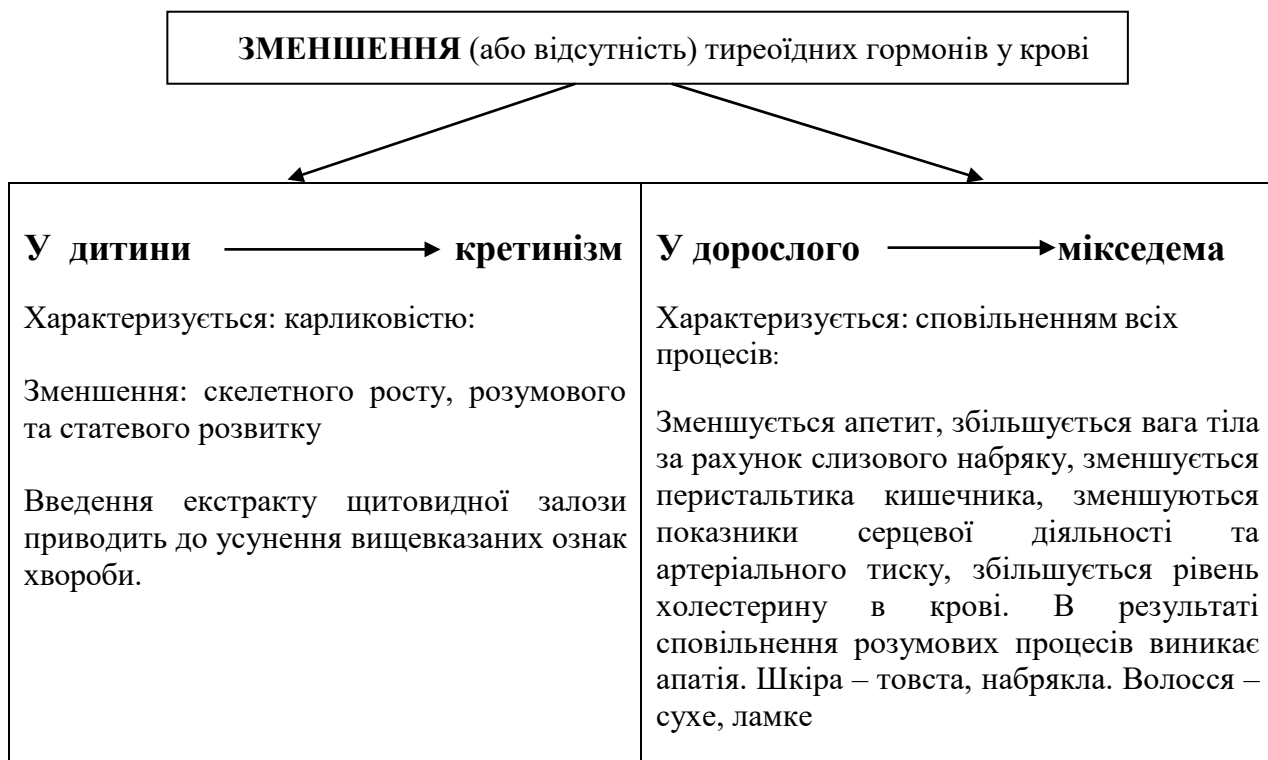 ЗМЕНШЕННЯ (або відсутність) тиреоїдних гормонів у крові
У дитини кретинізм
Характеризується: карликовістю:
Зменшення: скелетного росту, розумового
та статевого розвитку
Введення екстракту щитовидної залози
приводить до усунення вищевказаних ознак
хвороби.
У дорослого мікседема
Характеризується: сповільненням всіх
процесів:
Зменшується апетит, збільшується вага тіла
за рахунок слизового набряку, зменшується
перистальтика кишечника, зменшуються
показники серцевої діяльності та
артеріального тиску, збільшується рівень
холестерину в крові. В результаті
сповільнення розумових процесів виникає
апатія. Шкіра – товста, набрякла. Волосся –
сухе, ламке